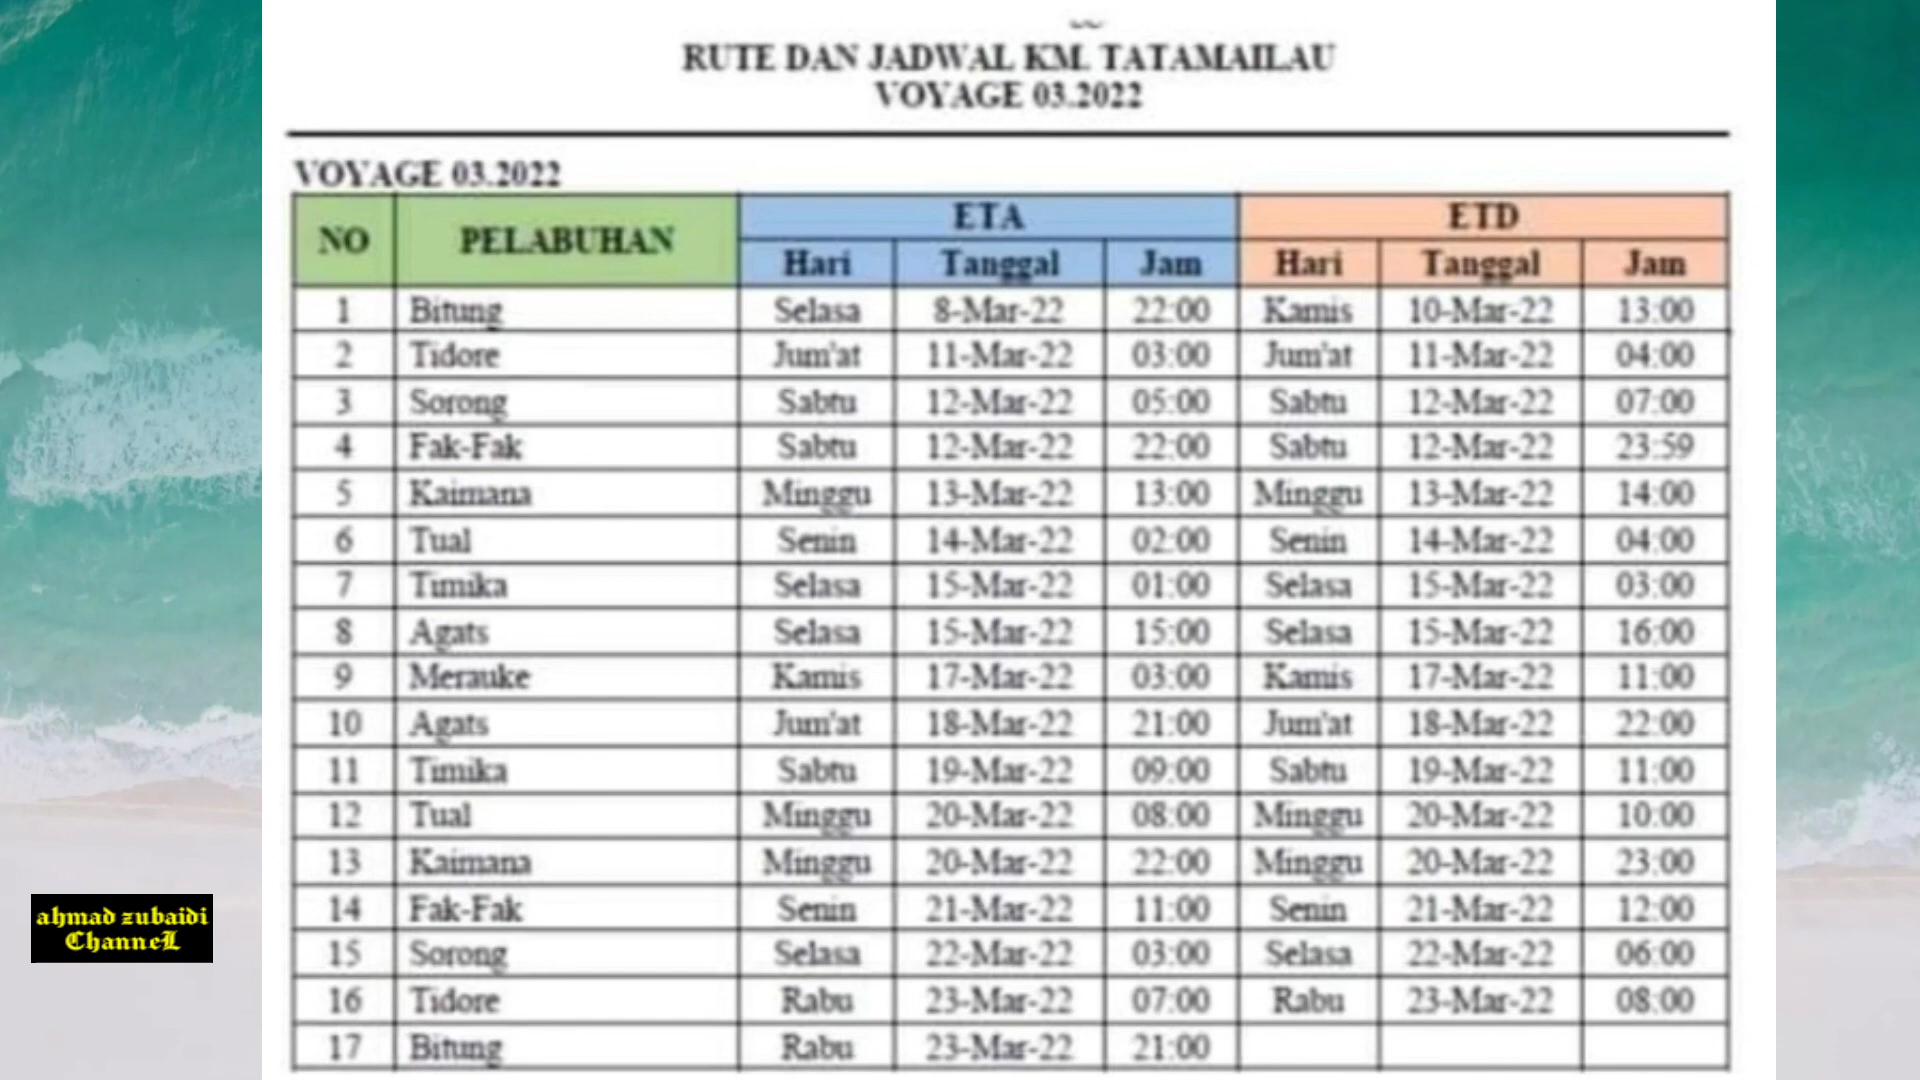 RUTE DAN JADWAL KM. TATAMAILAU
VOYAGE 03.2022
VOYAGE 03.2022
NO PELABUHAN ETA ETD
Hari Tanggal Jam Hari Tanggal Jam
1 Bitung Selasa 8-Mar-22 22:00 Kamis 10-Mar-22 13:00
2 Tidore Jum'at 11-Mar-22 03:00 Jum'at 11-Mar-22 04:00
3 Sorong Sabtu 12-Mar-22 05:00 Sabtu 12-Mar-22 07:00
4 Fak-Fak Sabtu 12-Mar-22 22:00 Sabtu 12-Mar-22 23:59
5 Kaimana Minggu 13-Mar-22 13:00 Minggu 13-Mar-22 14:00
6 Tual Senin 14-Mar-22 02:00 Senin 14-Mar-22 04:00
7 Timika Selasa 15-Mar-22 01:00 Selasa 15-Mar-22 03:00
8 Agats Selasa 15-Mar-22 15:00 Selasa 15-Mar-22 16:00
9 Merauke Kamis 17-Mar-22 03:00 Kamis 17-Mar-22 11:00
10 Agats Jum'at 18-Mar-22 21:00 Jum'at 18-Mar-22 22:00
11 Timika Sabtu 19-Mar-22 09:00 Sabtu 19-Mar-22 11:00
12 Tual Minggu 20-Mar-22 08:00 Minggu 20-Mar-22 10:00
13 Kaimana Minggu 20-Mar-22 22:00 Minggu 20-Mar-22 23:00
14 Fak-Fak Senin 21-Mar-22 11:00 Senin 21-Mar-22 12:00
15 Sorong Selasa 22-Mar-22 03:00 Selasa 22-Mar-22 06:00
16 Tidore Rabu 23-Mar-22 07:00 Rabu 23-Mar-22 08:00
17 Bitung Rabu 23-Mar-22 21:00
ahmad zubaidi
ChanneL